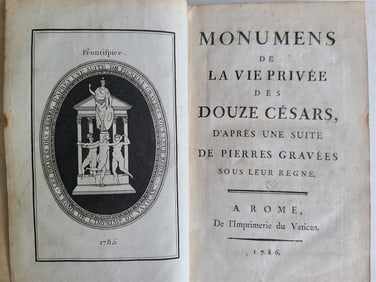 Frontispice.
1785.
MONUMENS
DE
LA VIE PRIVÉE
DES
DOUZE CÉSARS,
D'APRÈS UNE SUITE
DE PIERRES GRAVÉES
SOUS LEUR RÈGNE.
A ROME,
De l'Imprimerie du Vatican.
1786.